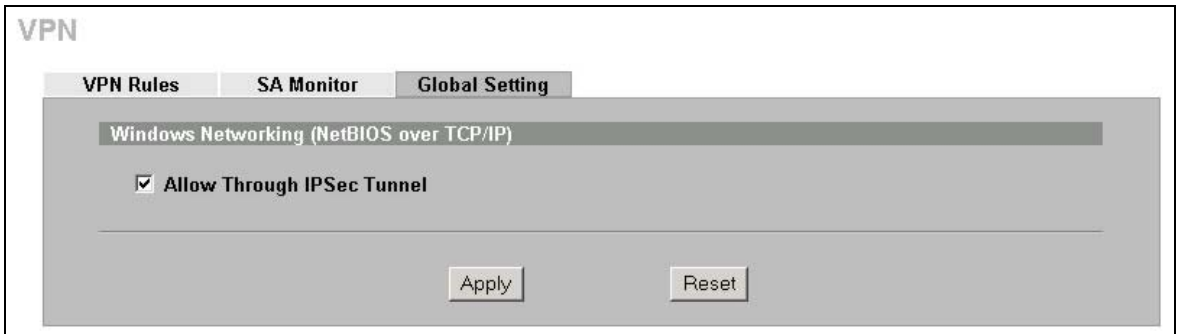 VPN
VPN Rules SA Monitor Global Setting
Windows Networking (NetBIOS over TCP/IP)
Allow Through IPSec Tunnel
Apply Reset